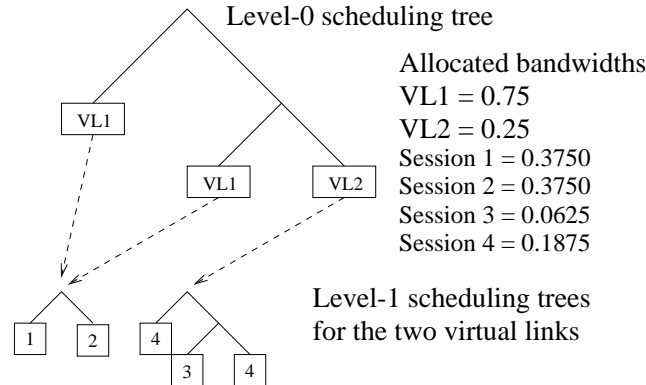 Level-0 scheduling tree
Allocated bandwidths
VL1 = 0.75
VL2 = 0.25
Session 1 = 0.3750
Session 2 = 0.3750
Session 3 = 0.0625
Session 4 = 0.1875
VL1
VL1
VL2
Level-1 scheduling trees
for the two virtual links
1
2
4
3
4